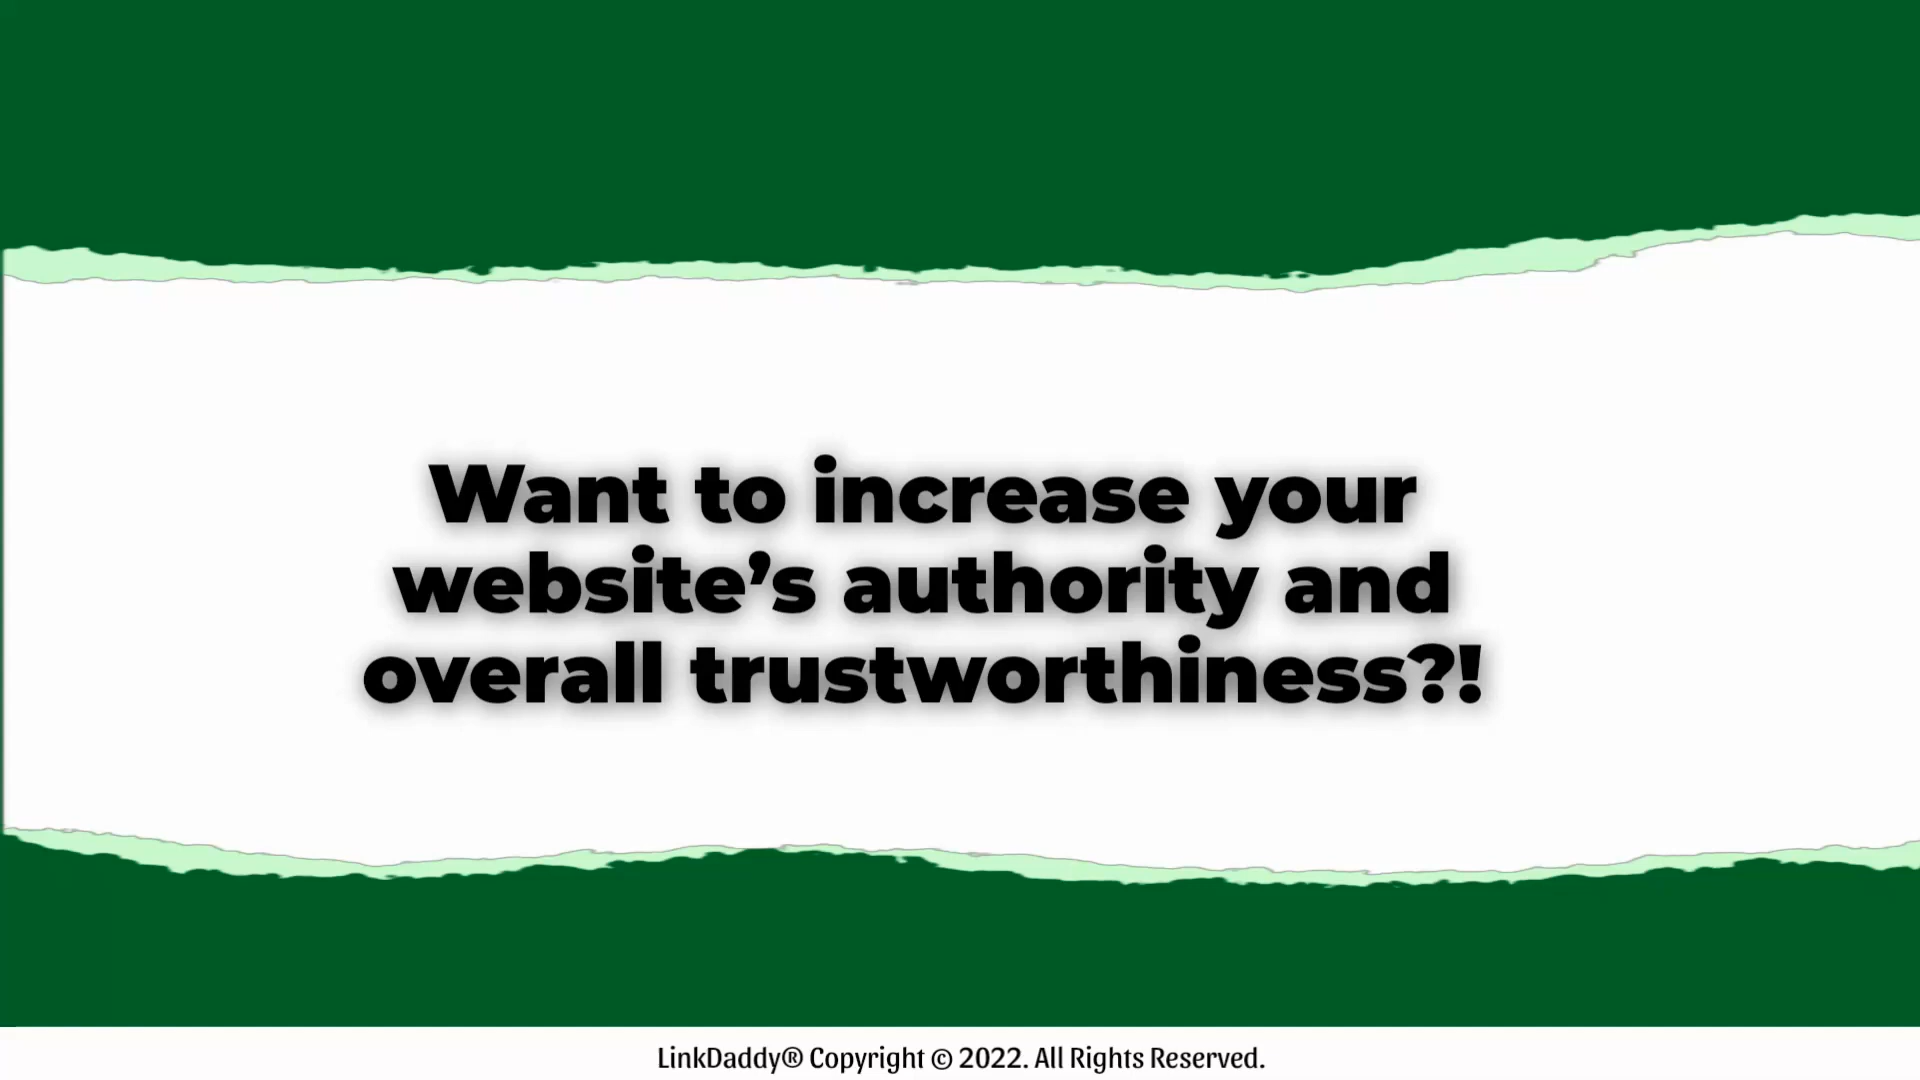 Want to increase your
website’s authority and
overall trustworthiness?!
LinkDaddy® Copyright © 2022. All Rights Reserved.